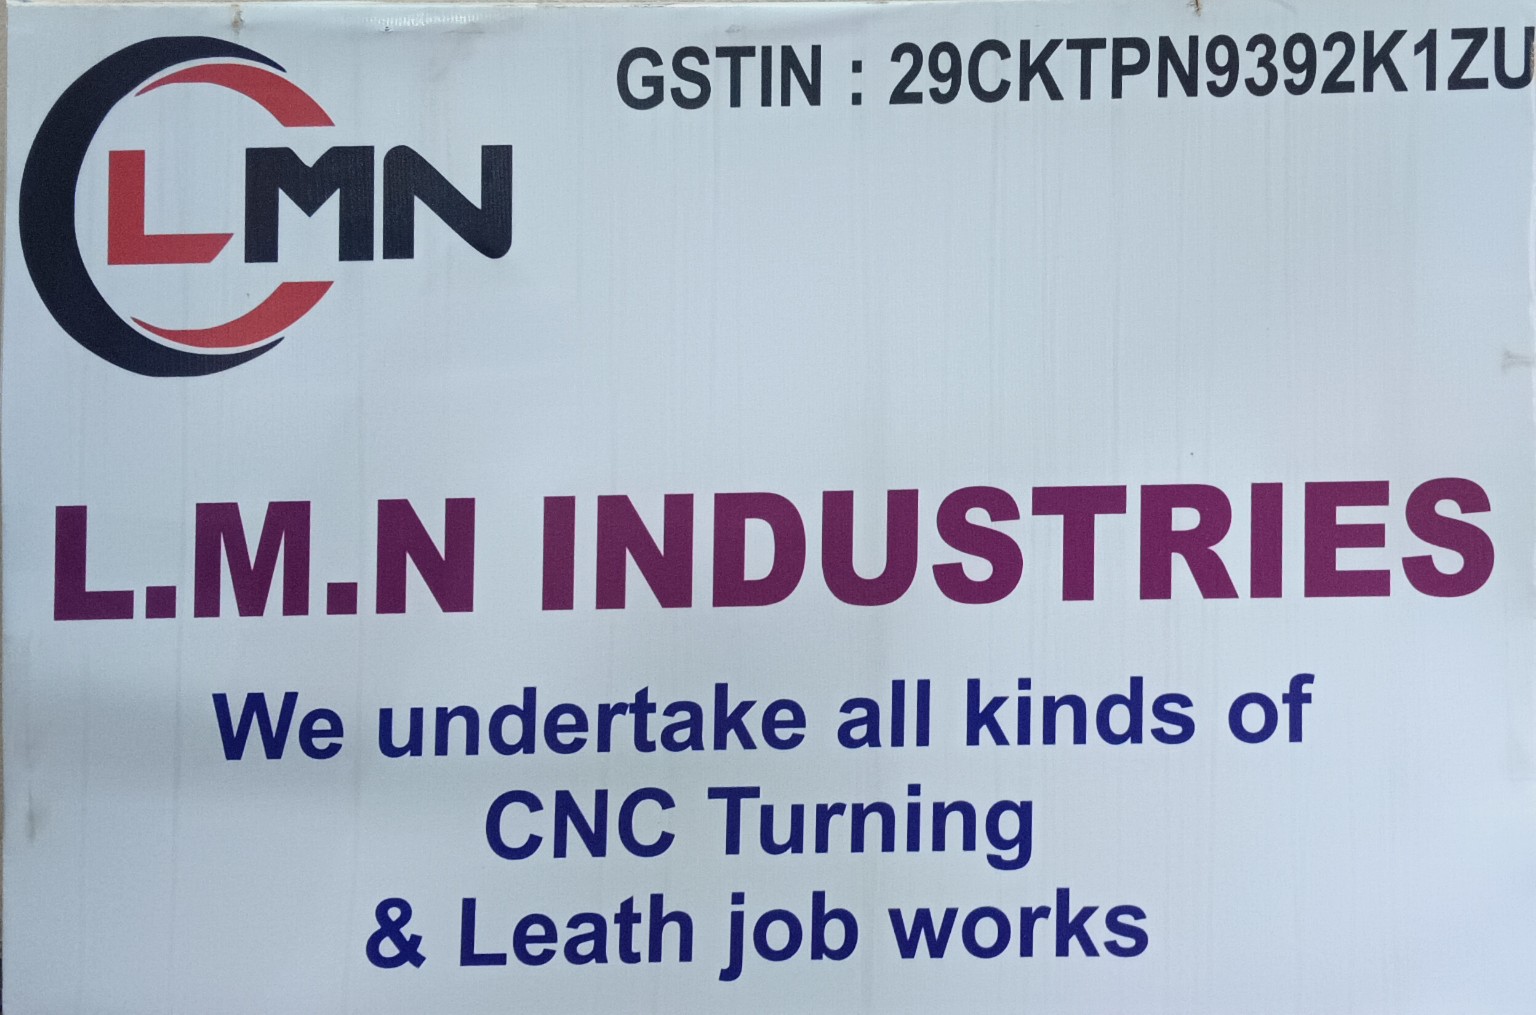 LMN
GSTIN : 29CKTPN9392K1ZU
L.M.N INDUSTRIES
We undertake all kinds of
CNC Turning
& Leath job works